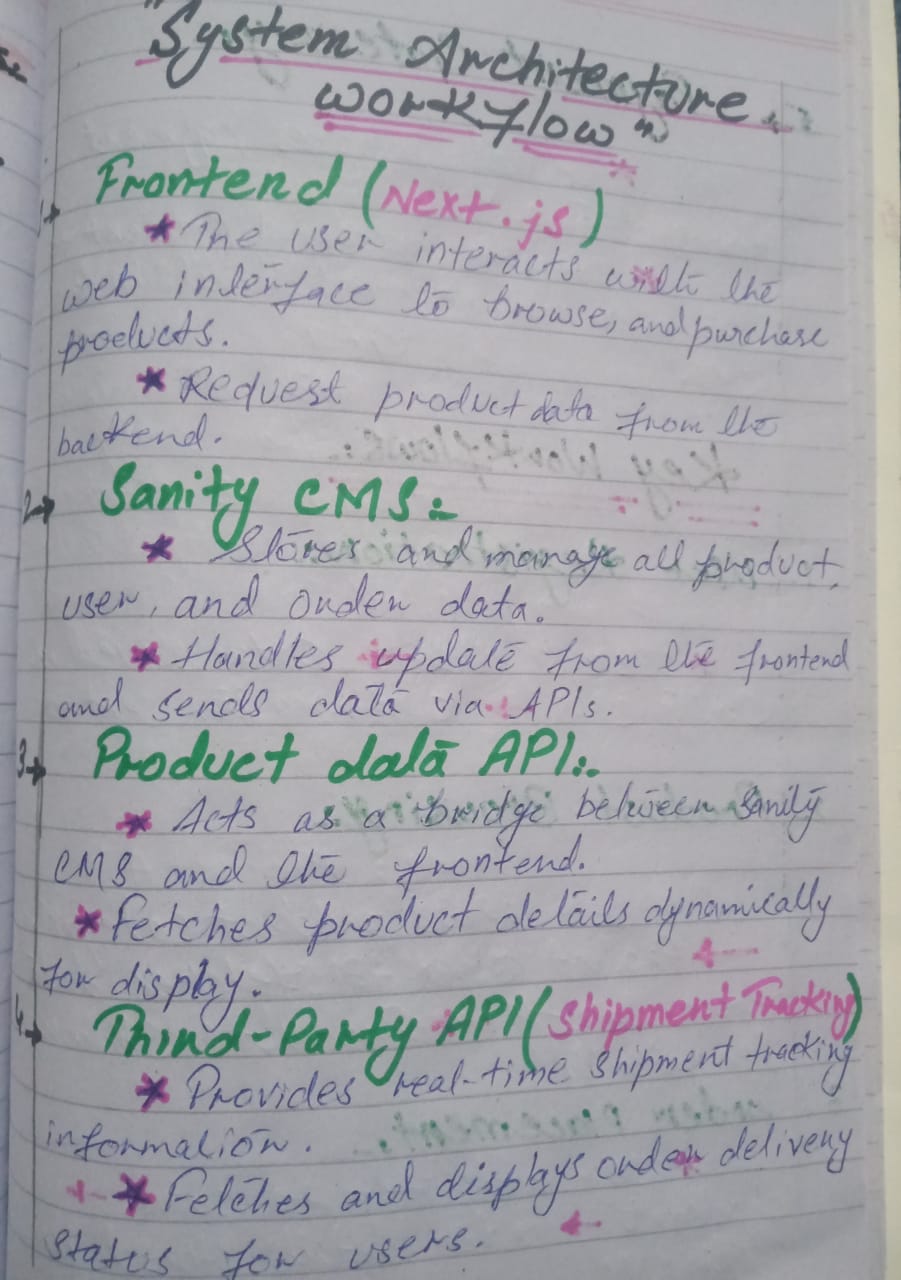 "System Architecture
workflow"
1→ Frontend (Next.js)
* The user interacts with the
web interface to browse, and purchase
products.
* Request product data from the
backend.
2→ Sanity CMS:-
* Stores and manage all product,
user, and order data.
* Handles update from the frontend
and sends data via APIs.
3→ Product data API:-
* Acts as a bridge between Sanity
CMS and the frontend.
* Fetches product details dynamically
for display.
4→ Third-Party API (Shipment Tracking)
* Provides real-time shipment tracking
information.
* Fetches and displays order delivery
status for users.